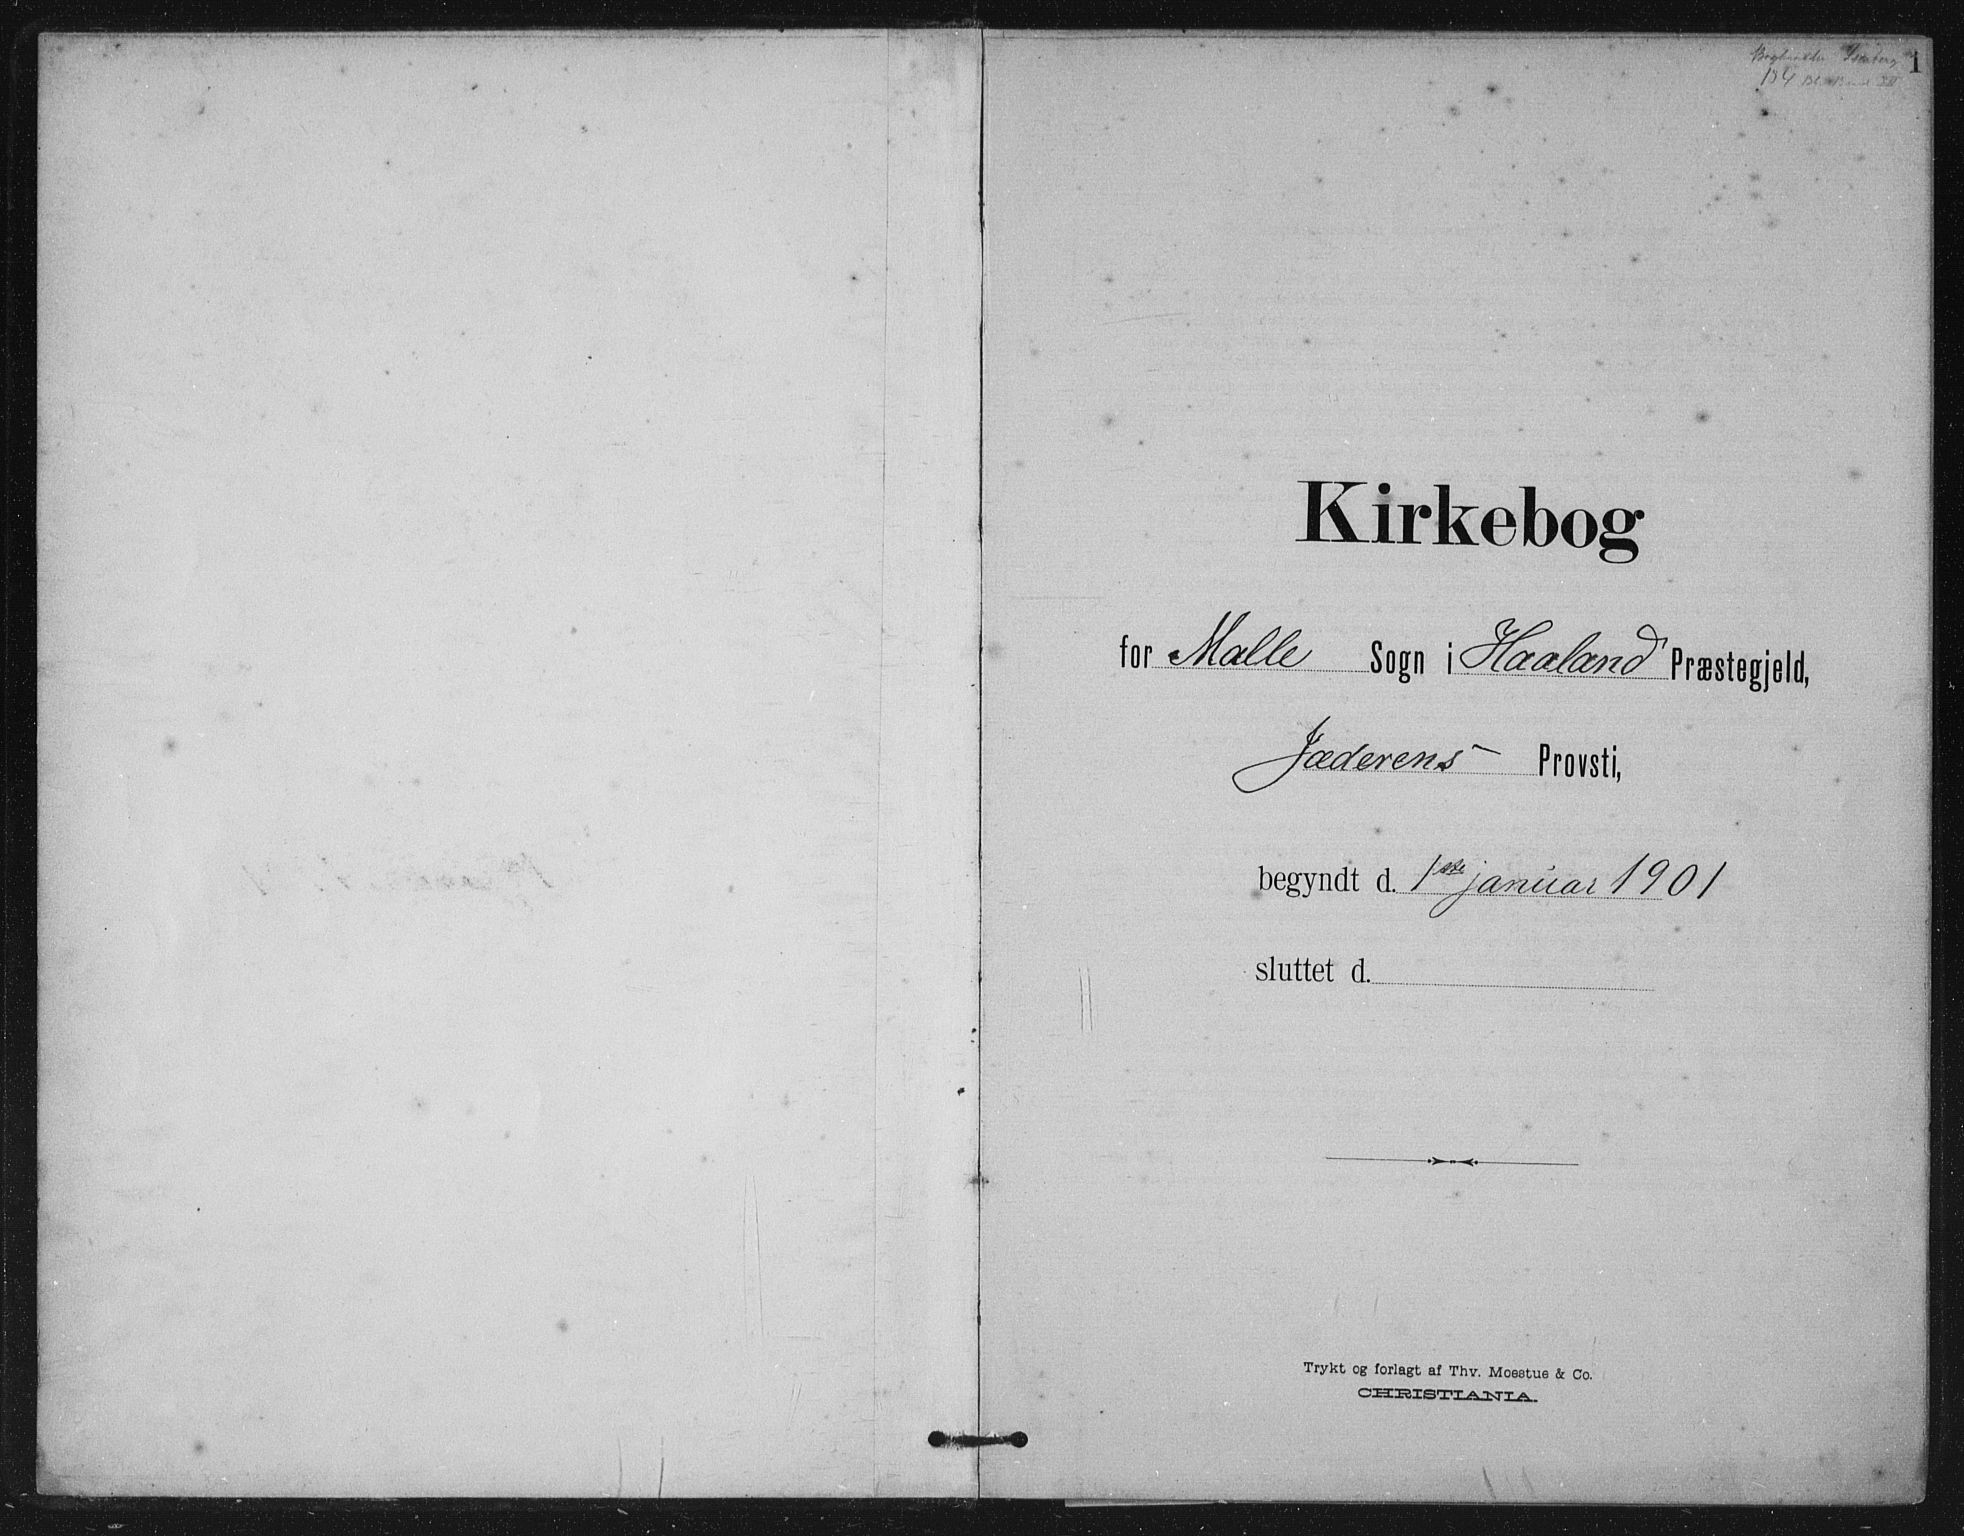 1
134
Kirkebog
for Malle Sogn i Haaland Præstegjeld,
Jæderens Provsti,
begyndt d. 1ste januar 1901
sluttet d.
Trykt og forlagt af Thv. Moestue & Co.
CHRISTIANIA.